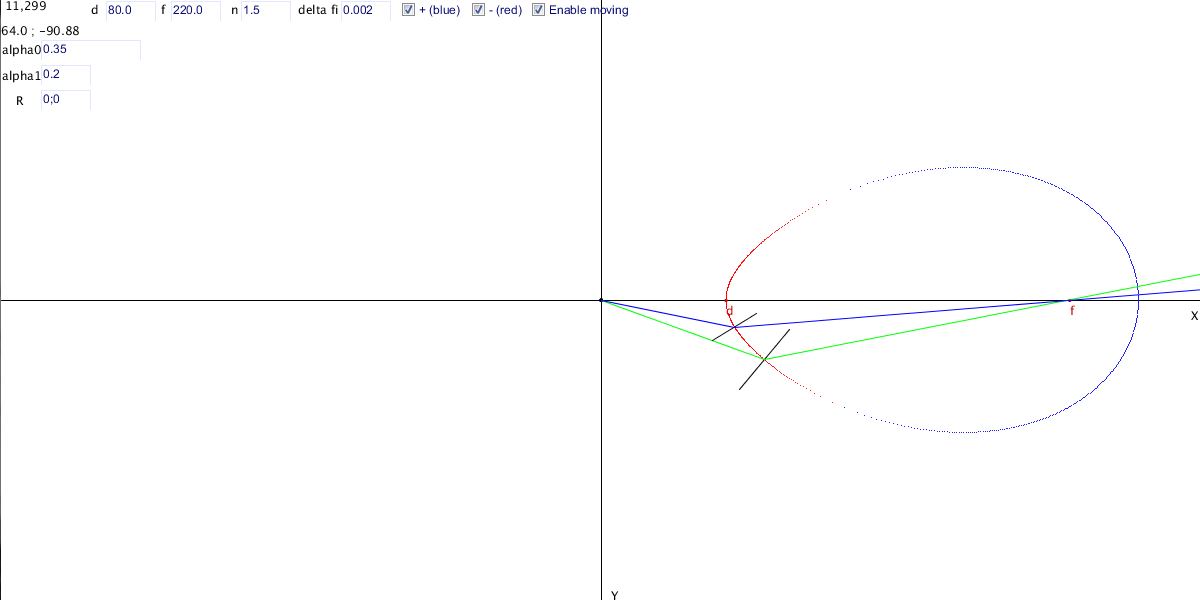 11,299
d 80.0 f 220.0 n 1.5 delta fi 0.002 + (blue) - (red) Enable moving
64.0 ; -90.88
alpha0 0.35
alpha1 0.2
R 0;0
d
f
X
Y